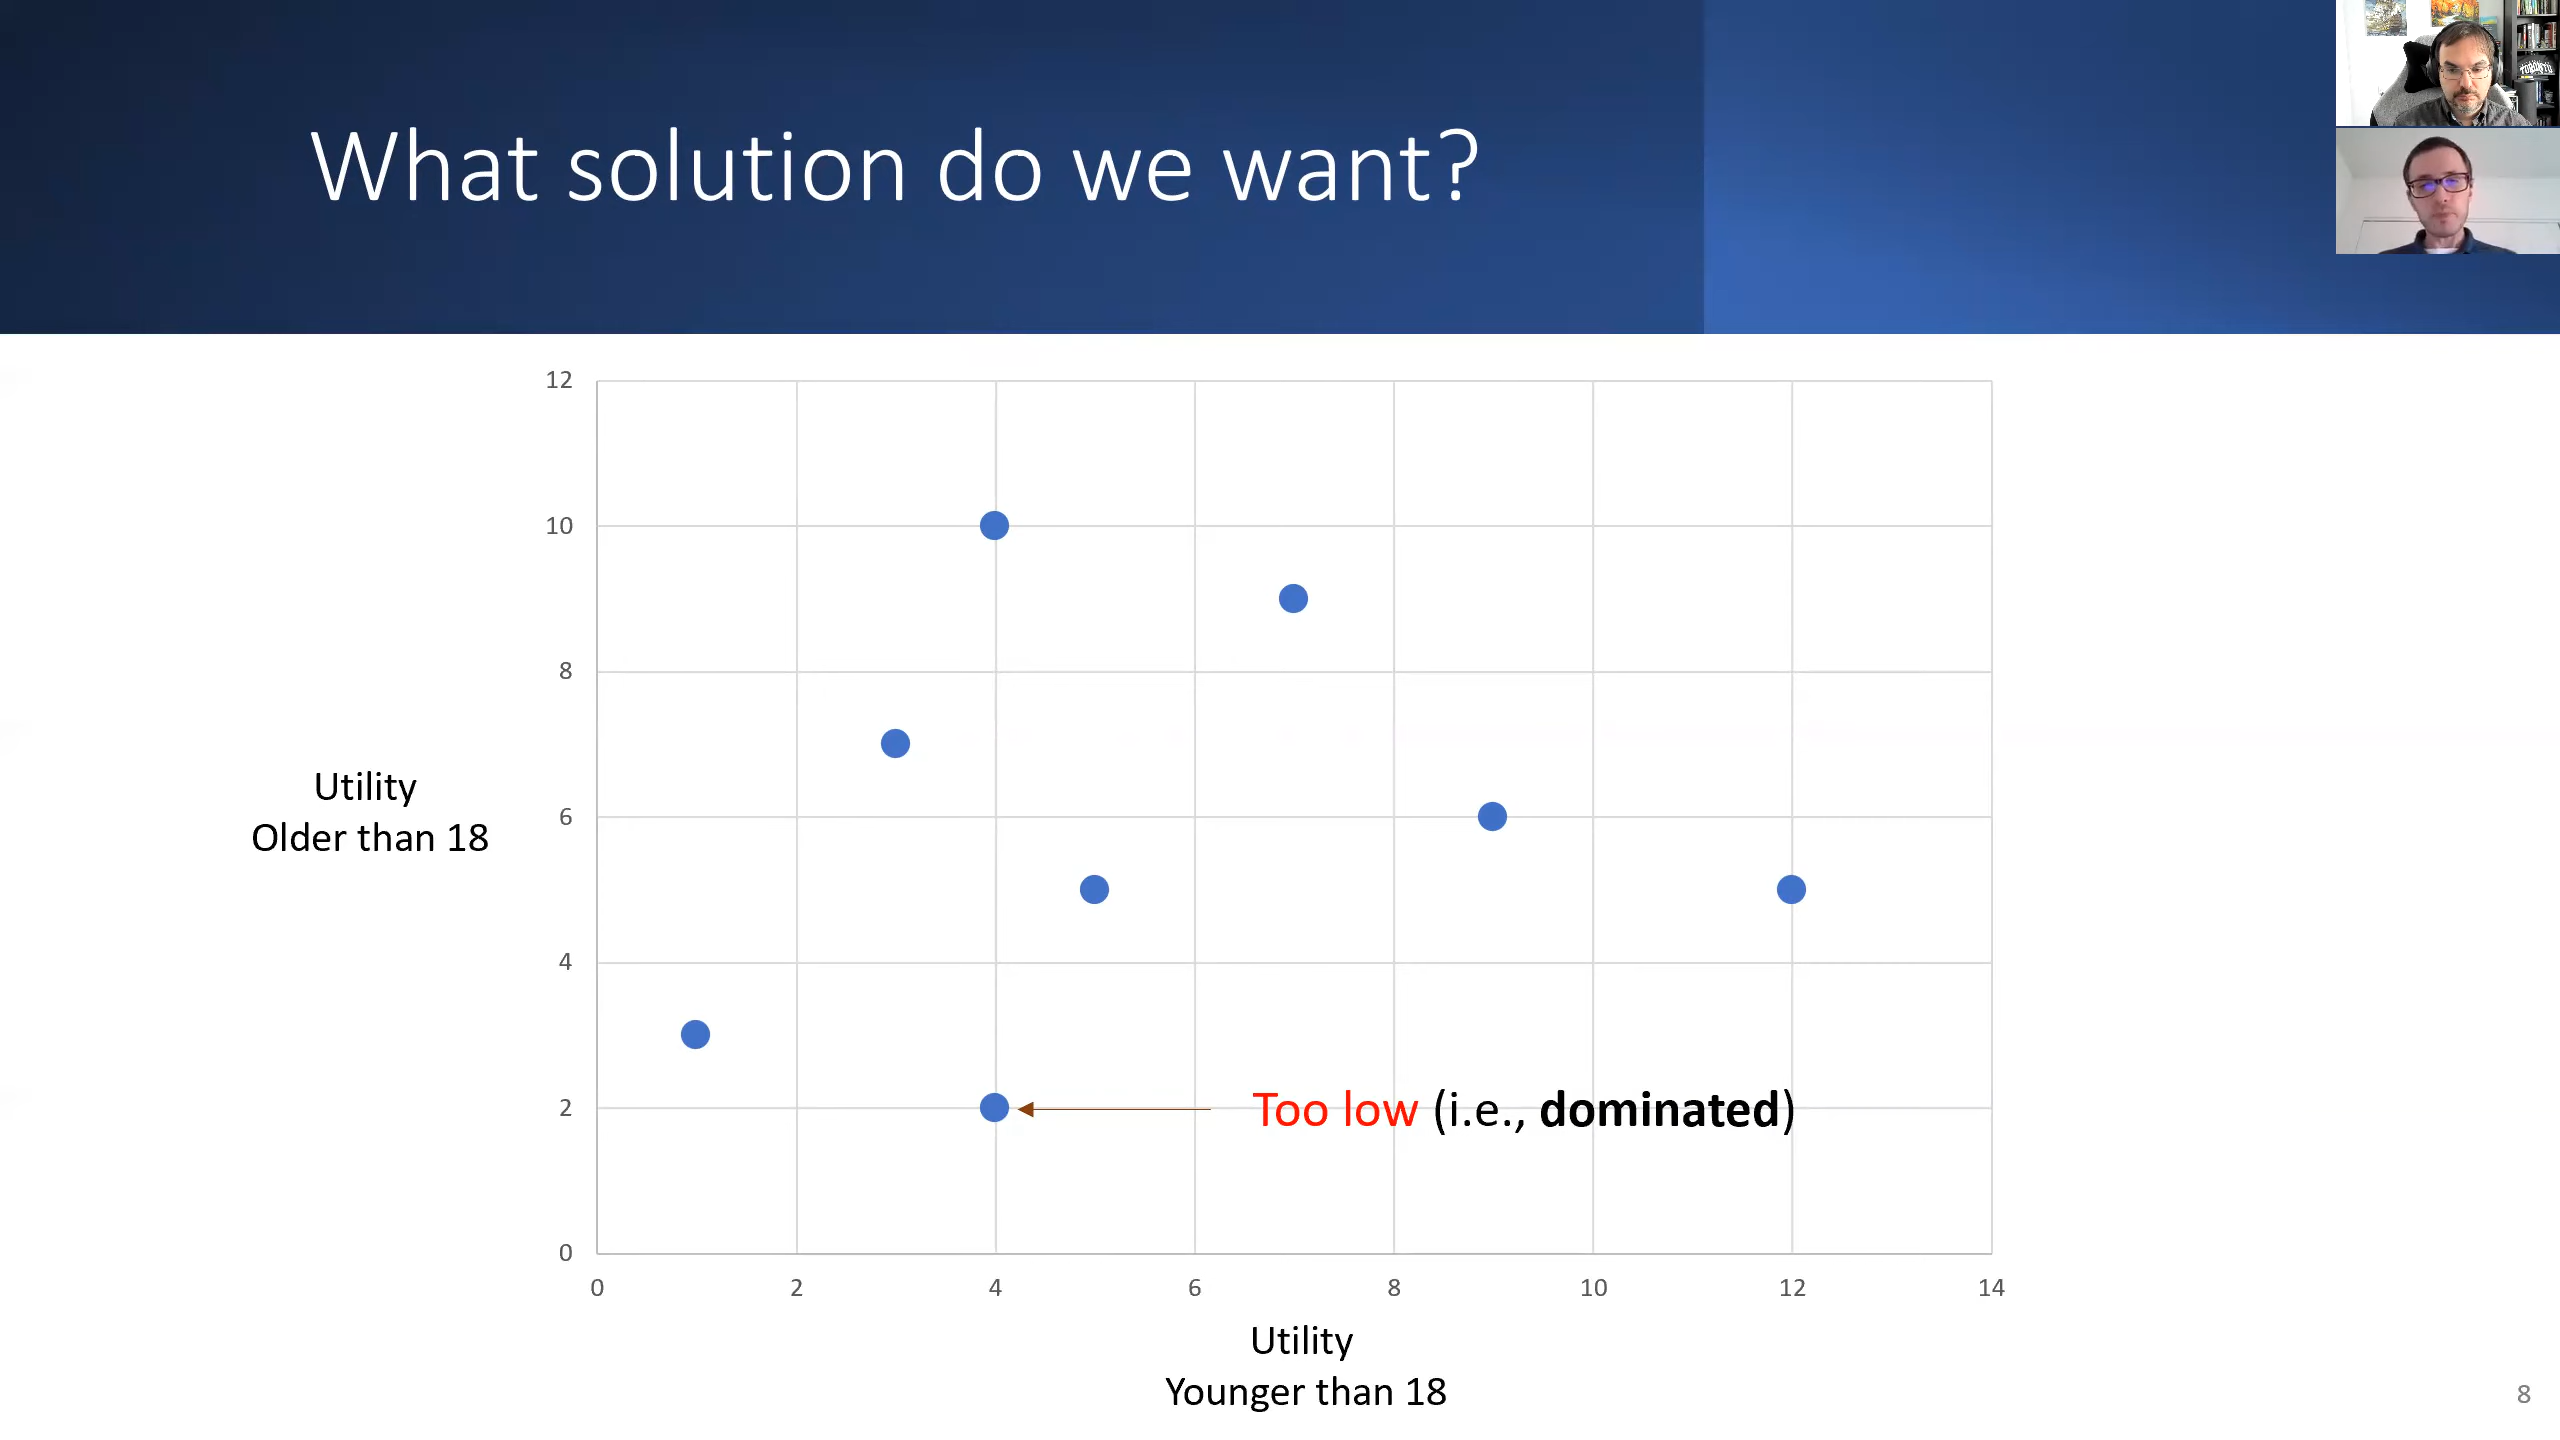 What solution do we want?
TORONTO
12
10
8
6
4
2
0
Utility
Older than 18
Too low (i.e., dominated)
0 2 4 6 8 10 12 14
Utility
Younger than 18
8